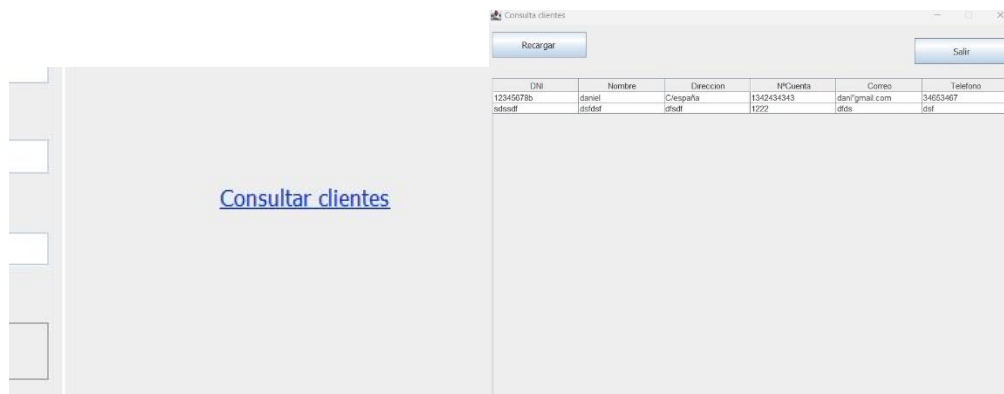 Consulta clientes
Recargar
Salir
DNI Nombre Direccion NºCuenta Correo Telefono
12345678b daniel C/españa 1342434343 dani"gmail.com 34653467
sdssdf dsfdsf dfsdf 1222 dfds dsf
Consultar clientes